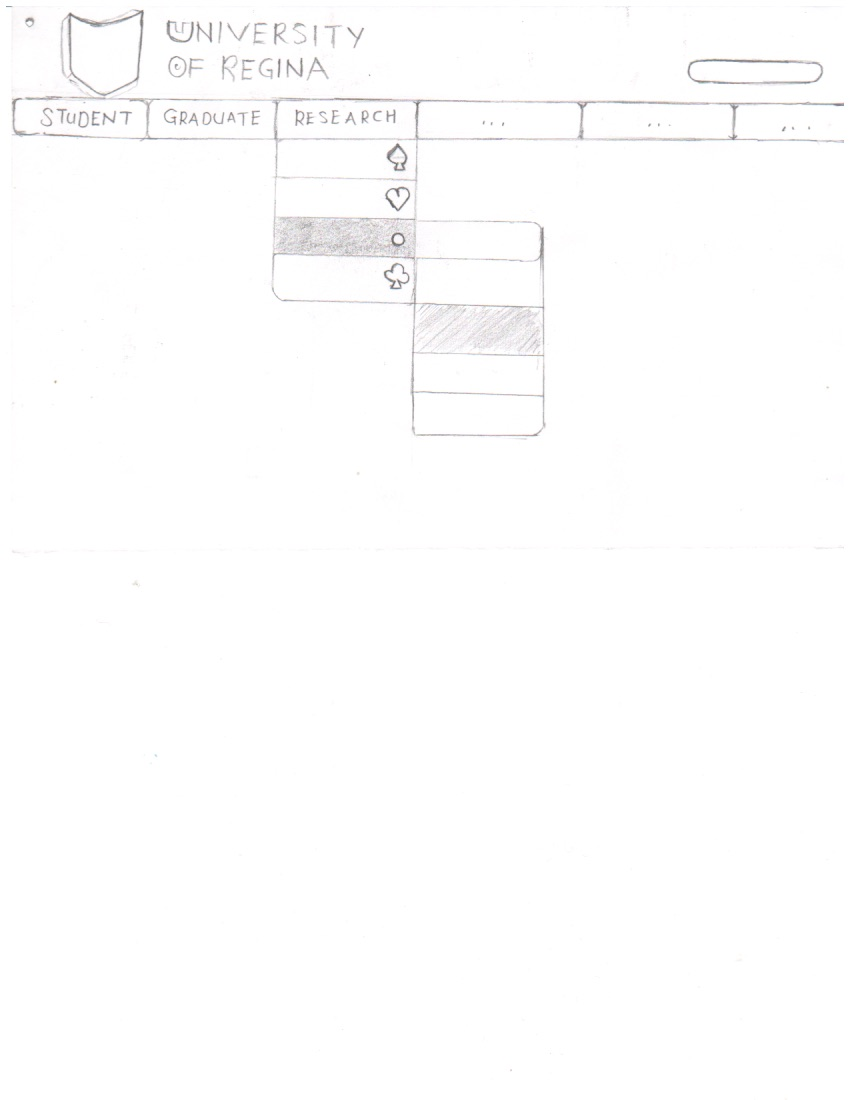 UNIVERSITY
OF REGINA
STUDENT GRADUATE RESEARCH ... ... ...